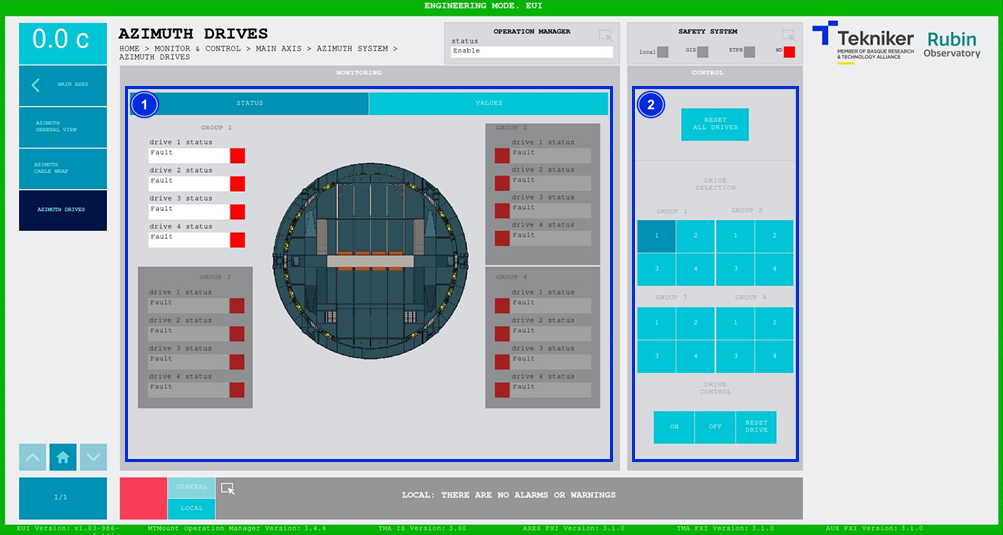 ENGINEERING MODE. EUI
0.0 c
AZIMUTH DRIVES
HOME > MONITOR & CONTROL > MAIN AXIS > AZIMUTH SYSTEM >
AZIMUTH DRIVES
OPERATION MANAGER
status
Enable
SAFETY SYSTEM
local
GIS
ETPB
WD
Tekniker
MEMBER OF BASQUE RESEARCH
& TECHNOLOGY ALLIANCE
Rubin
Observatory
MAIN AXES
AZIMUTH
GENERAL VIEW
AZIMUTH
CABLE WRAP
AZIMUTH DRIVES
MONITORING
1
STATUS
VALUES
GROUP 1
drive 1 status
Fault
drive 2 status
Fault
drive 3 status
Fault
drive 4 status
Fault
GROUP 2
drive 1 status
Fault
drive 2 status
Fault
drive 3 status
Fault
drive 4 status
Fault
GROUP 3
drive 1 status
Fault
drive 2 status
Fault
drive 3 status
Fault
drive 4 status
Fault
GROUP 4
drive 1 status
Fault
drive 2 status
Fault
drive 3 status
Fault
drive 4 status
Fault
CONTROL
2
RESET
ALL DRIVES
DRIVE
SELECTION
GROUP 1 GROUP 2
1 2 1 2
3 4 3 4
GROUP 3 GROUP 4
1 2 1 2
3 4 3 4
DRIVE
CONTROL
ON
OFF
RESET
DRIVE
1/1
GENERAL
LOCAL
LOCAL: THERE ARE NO ALARMS OR WARNINGS
EUI Version: v1.03-986-
MTMount Operation Manager Version: 3.4.6
TMA IS Version: 3.00
AXES PXI Version: 3.1.0
TMA PXI Version: 3.1.0
AUX PXI Version: 3.1.0